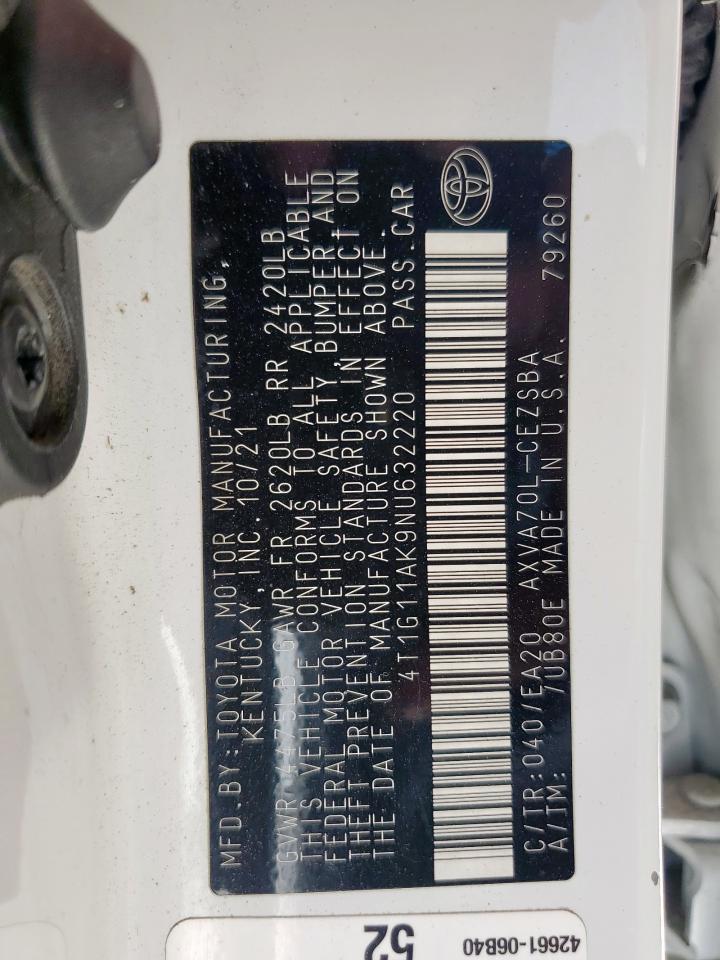 MFD.BY:TOYOTA MOTOR MANUFACTURING,
KENTUCKY, INC. 10/21
GVWR 4475LB GAWR FR 2620LB RR 2420LB
THIS VEHICLE CONFORMS TO ALL APPLICABLE
FEDERAL MOTOR VEHICLE SAFETY, BUMPER, AND
THEFT PREVENTION STANDARDS IN EFFECT ON
THE DATE OF MANUFACTURE SHOWN ABOVE.
4T1G11AK9NU632220 PASS.CAR
C/TR:040/EA20 AXVA70L-CEZSBA
A/TM: /UB80E MADE IN U.S.A. 79260
52
42661-06B40